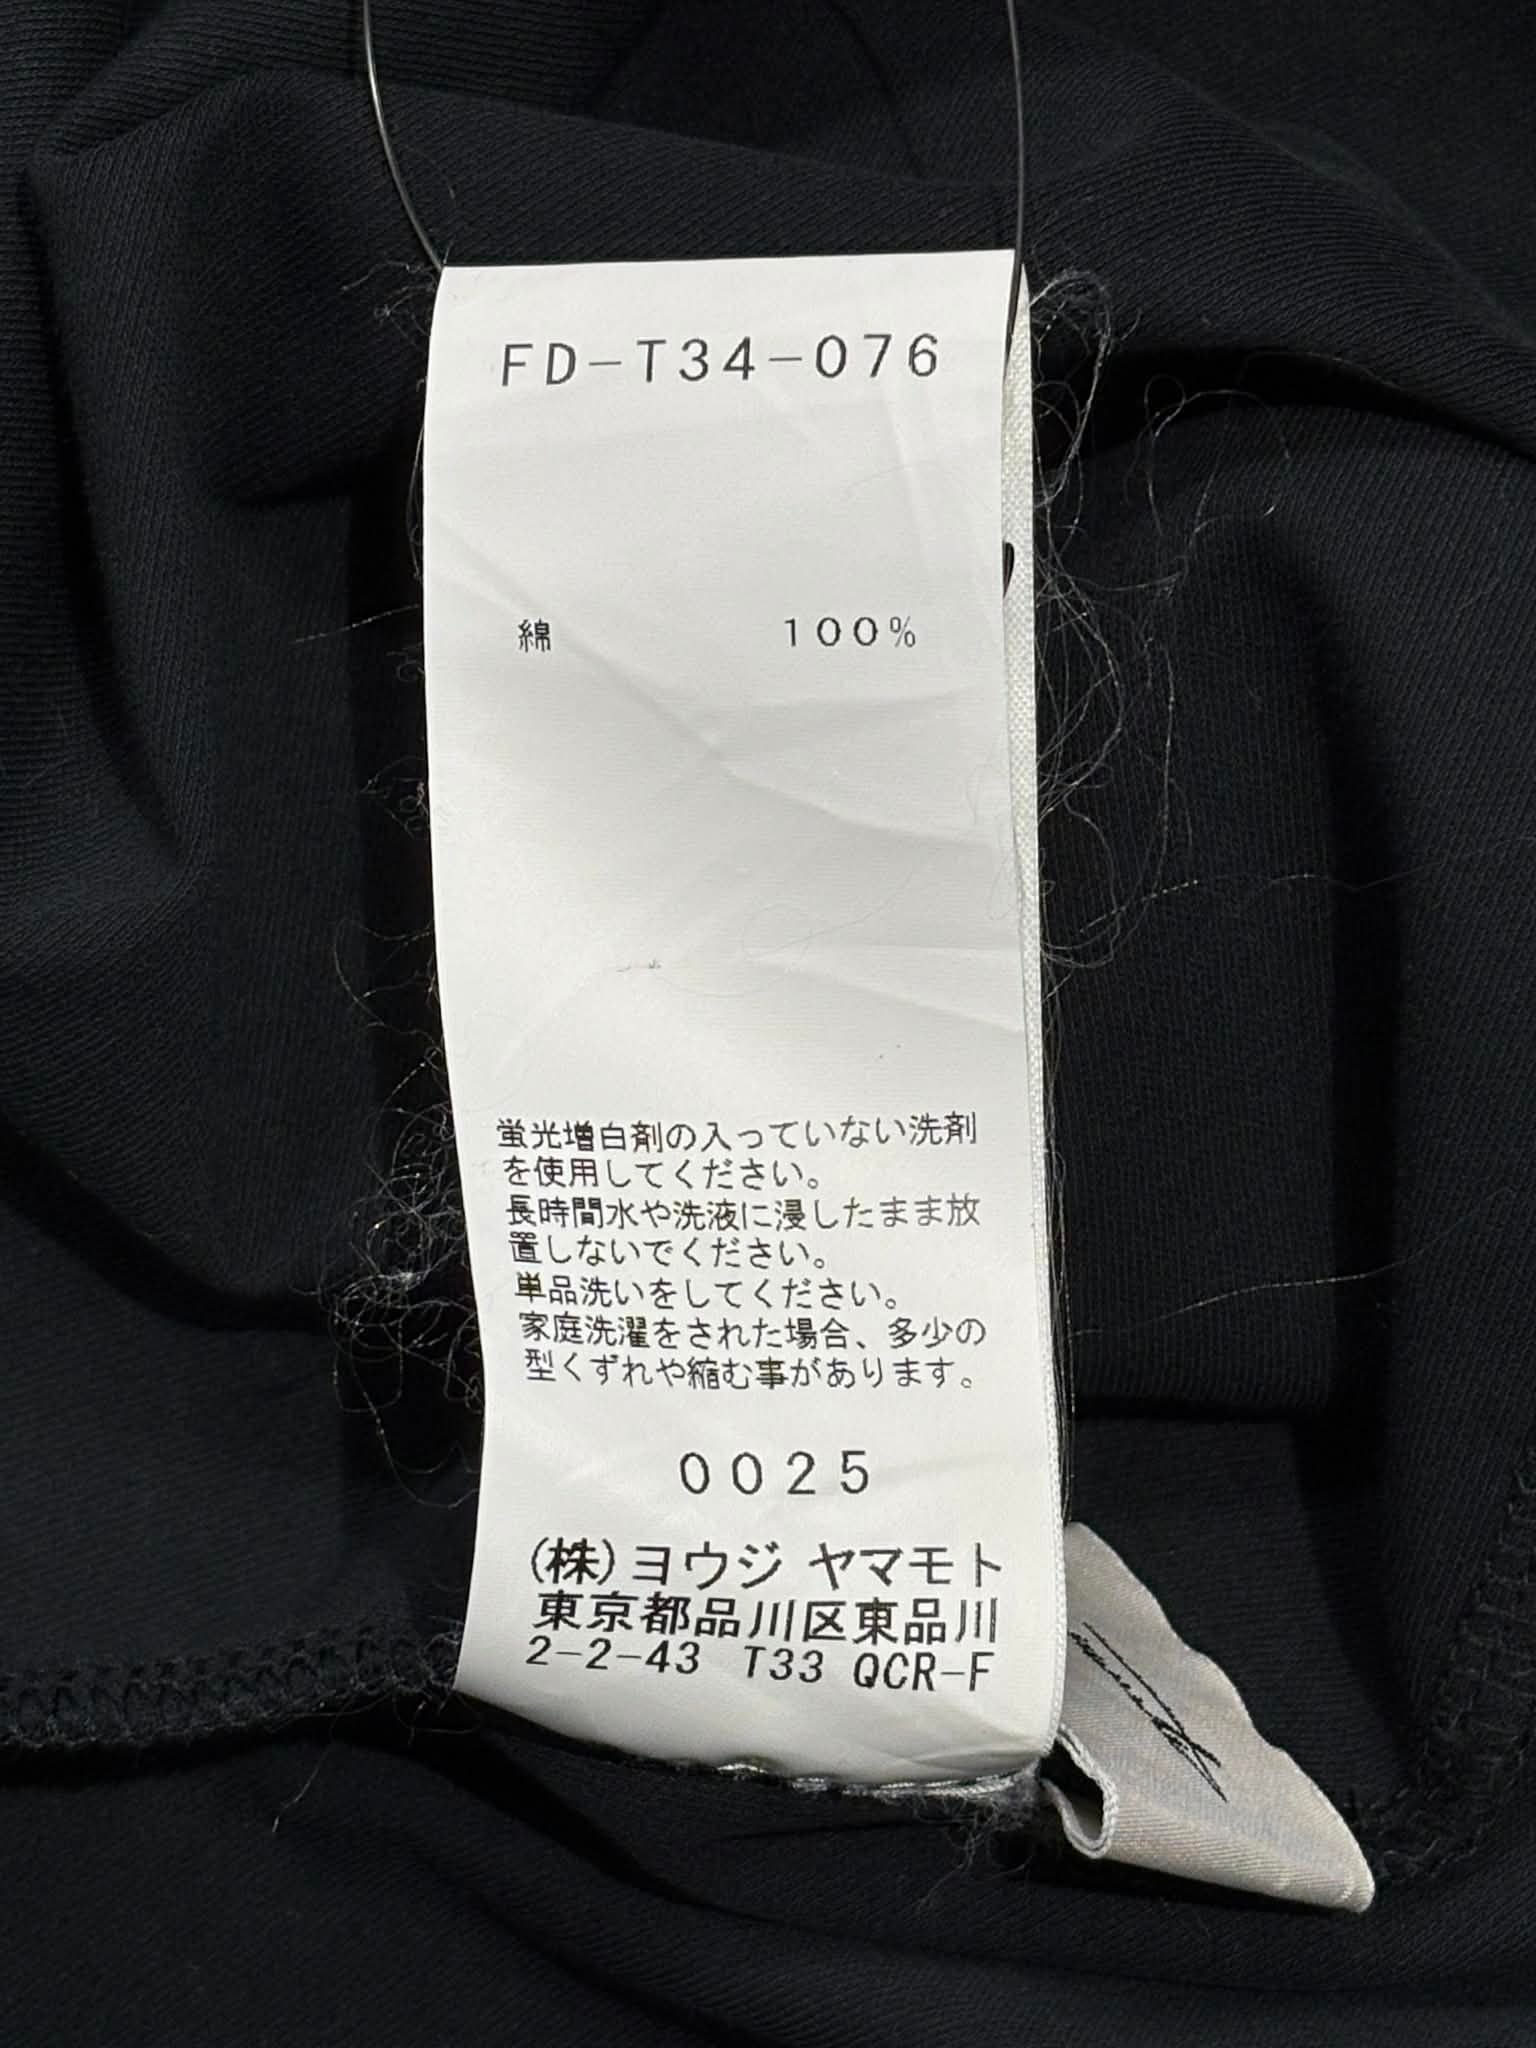 FD-T34-076
綿 100%
蛍光増白剤の入っていない洗剤
を使用してください。
長時間水や洗液に浸したまま放
置しないでください。
単品洗いをしてください。
家庭洗濯をされた場合、多少の
型くずれや縮む事があります。
0025
(株)ヨウジ ヤマモト
東京都品川区東品川
2-2-43 T33 QCR-F